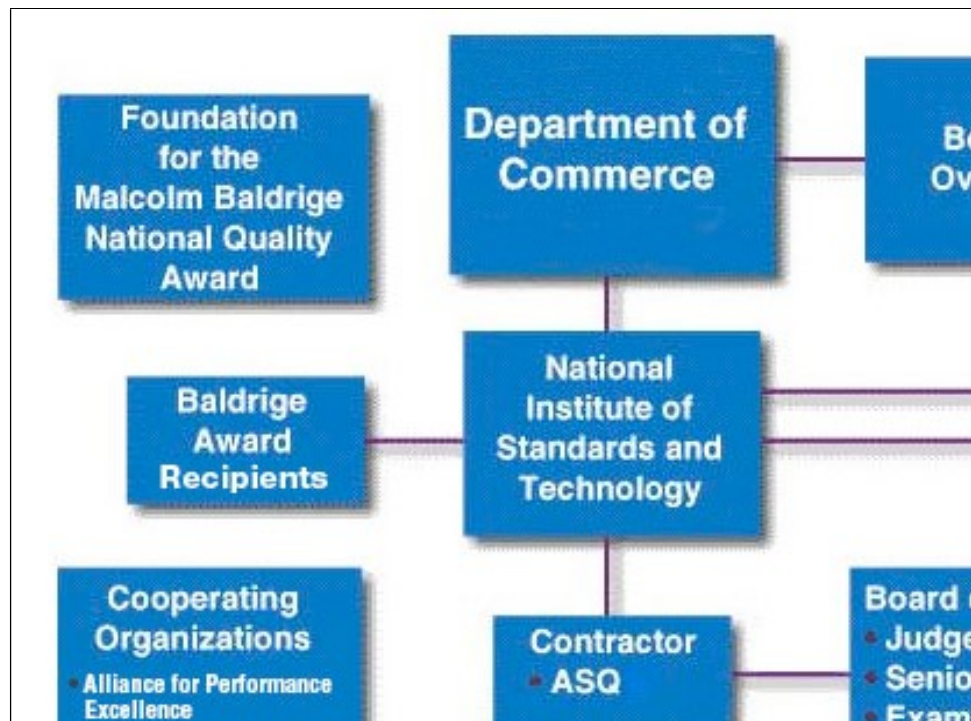 Foundation
for the
Malcolm Baldrige
National Quality
Award
Department of
Commerce
Baldrige
Award
Recipients
National
Institute of
Standards and
Technology
Cooperating
Organizations
• Alliance for Performance
Excellence
Contractor
• ASQ
Board